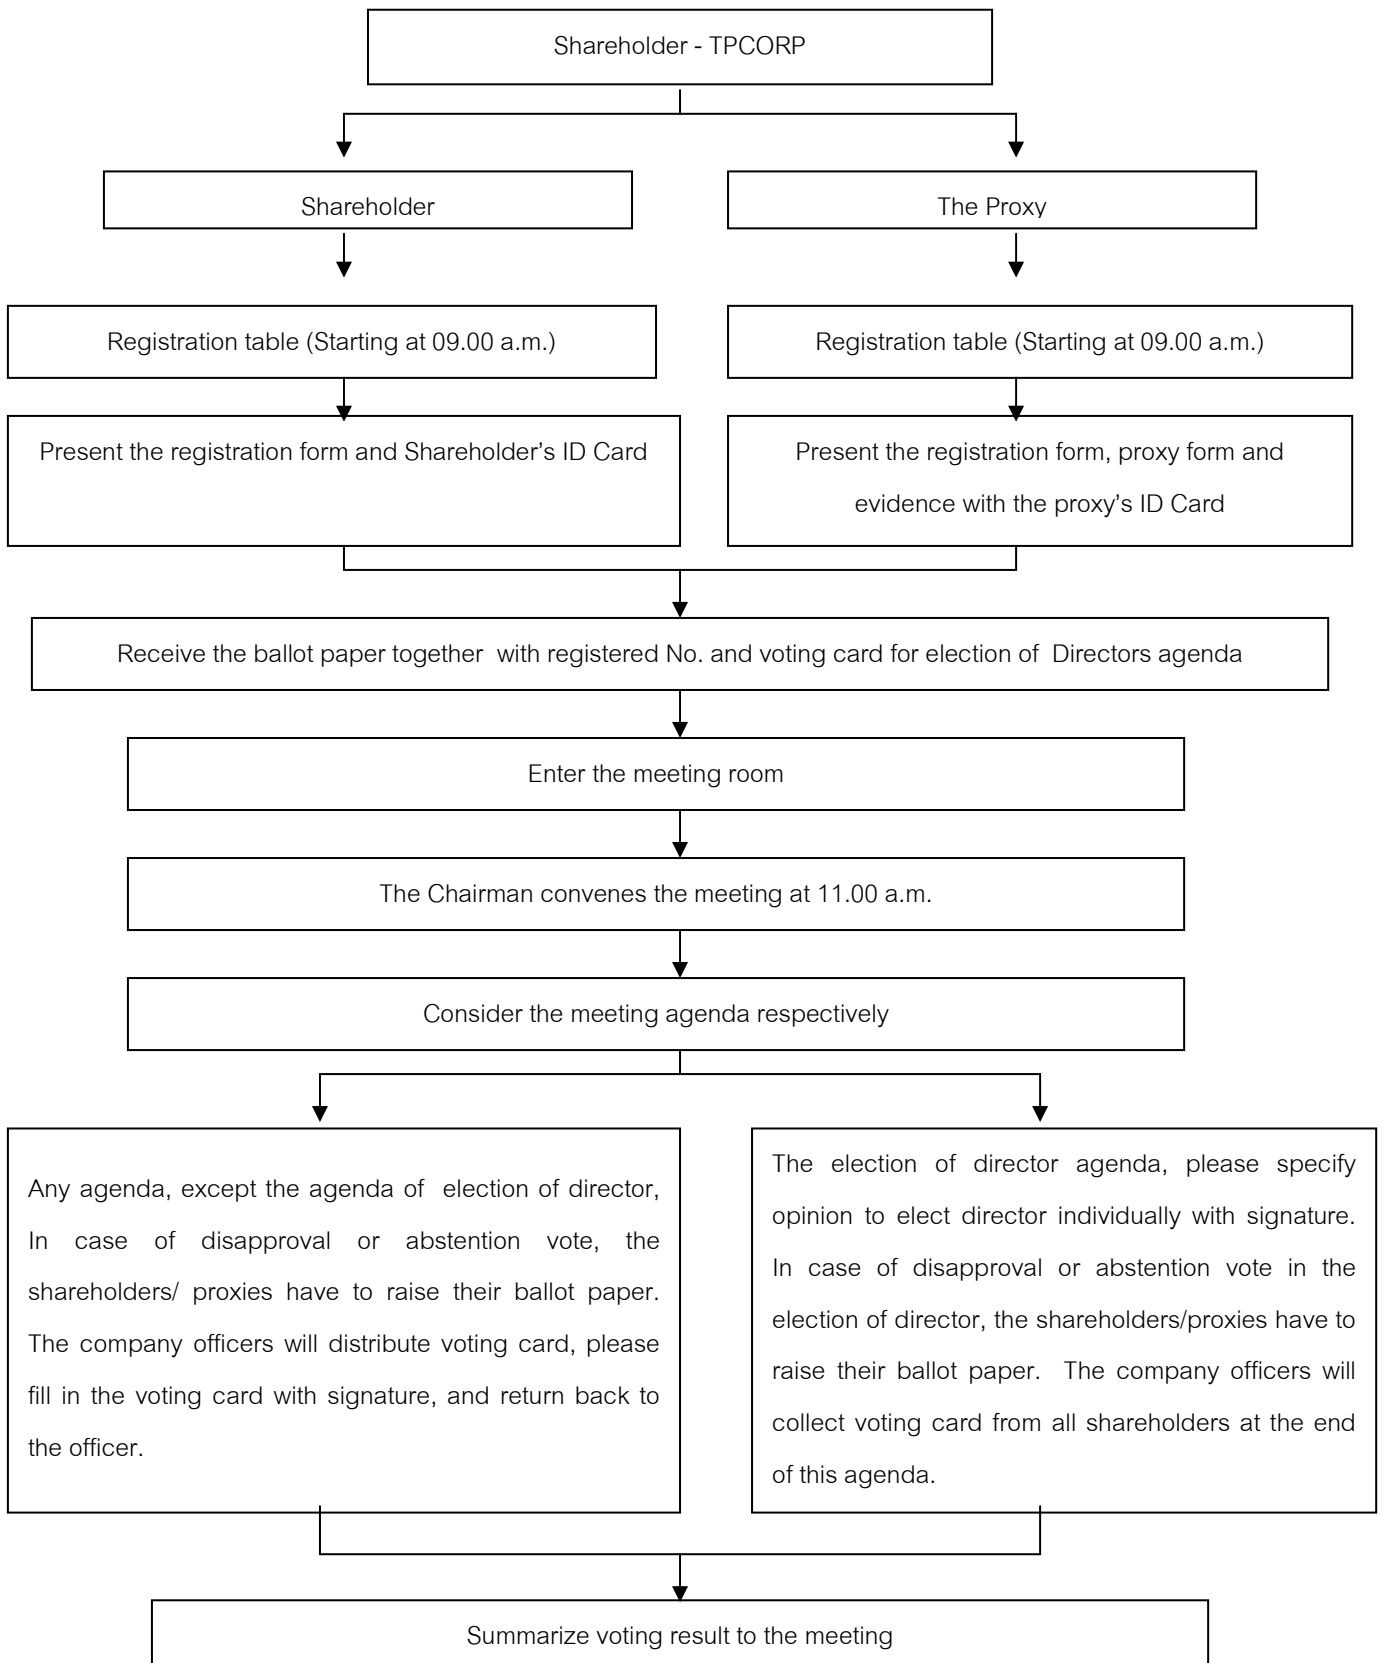 Shareholder - TPCORP
Shareholder
The Proxy
Registration table (Starting at 09.00 a.m.)
Registration table (Starting at 09.00 a.m.)
Present the registration form and Shareholder's ID Card
Present the registration form, proxy form and
evidence with the proxy's ID Card
Receive the ballot paper together with registered No. and voting card for election of Directors agenda
Enter the meeting room
The Chairman convenes the meeting at 11.00 a.m.
Consider the meeting agenda respectively
Any agenda, except the agenda of election of director,
In case of disapproval or abstention vote, the
shareholders/ proxies have to raise their ballot paper.
The company officers will distribute voting card, please
fill in the voting card with signature, and return back to
the officer.
The election of director agenda, please specify
opinion to elect director individually with signature.
In case of disapproval or abstention vote in the
election of director, the shareholders/proxies have to
raise their ballot paper. The company officers will
collect voting card from all shareholders at the end
of this agenda.
Summarize voting result to the meeting